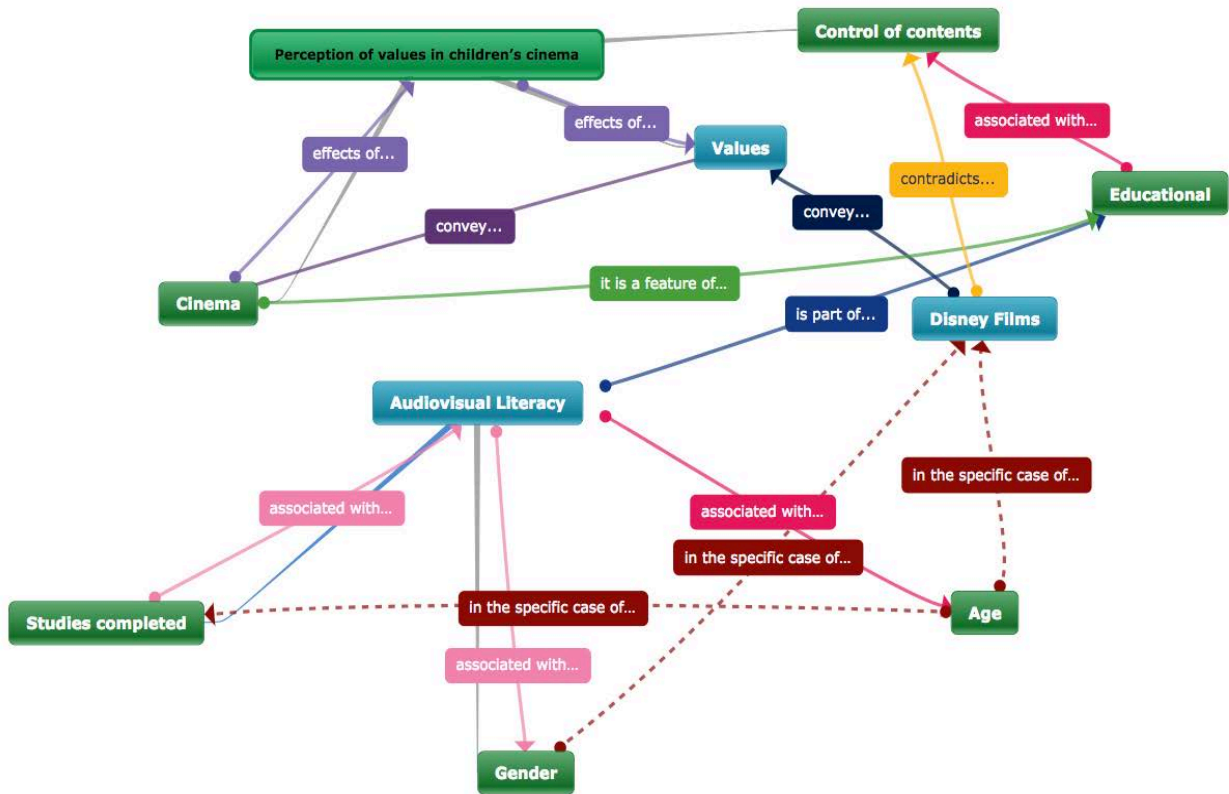 Control of contents
Perception of values in children's cinema
associated with...
effects of...
effects of...
Values
contradicts...
Educational
convey...
convey...
it is a feature of...
Cinema
is part of...
Disney Films
Audiovisual Literacy
in the specific case of...
associated with...
associated with...
in the specific case of...
in the specific case of...
Age
Studies completed
associated with...
Gender